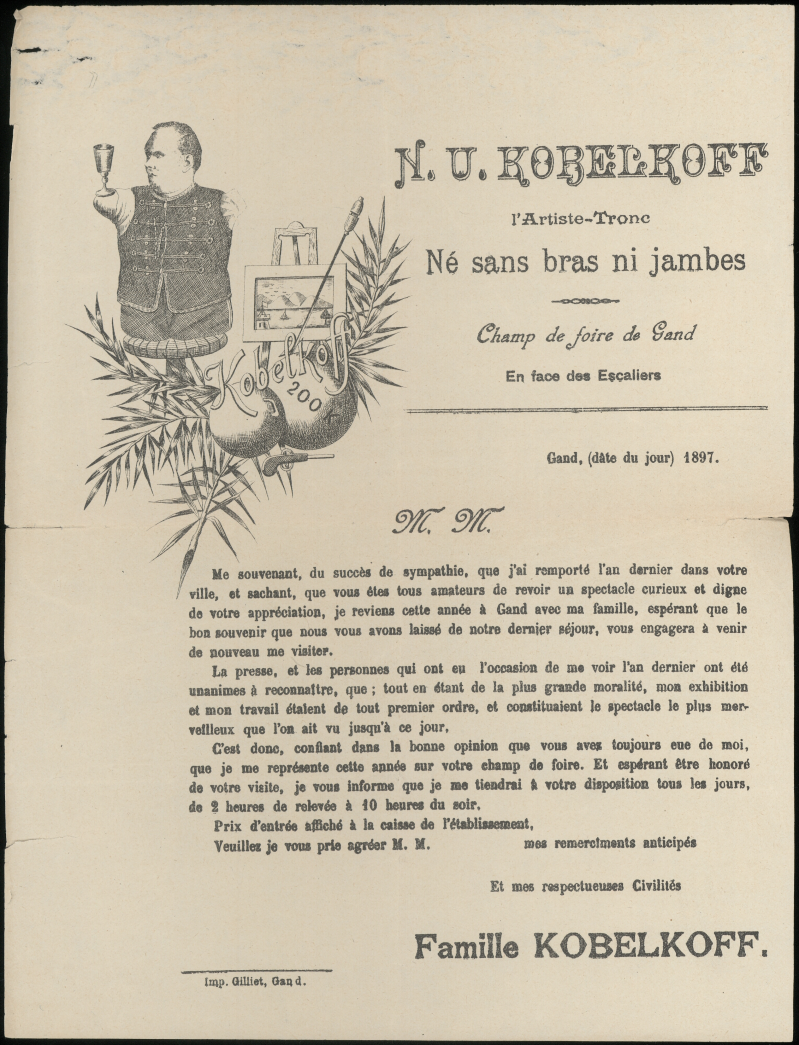 N. U. KOBELKOFF
l'Artiste-Tronc
Né sans bras ni jambes
Champ de foire de Gand
En face des Esçaliers
Kobelkoff
200 K
Gand, (dâte du jour) 1897.
M. M.
Me souvenant, du succès de sympathie, que j'ai remporté l'an dernier dans votre
ville, et sachant, que vous êtes tous amateurs de revoir un spectacle curieux et digne
de votre appréciation, je reviens cette année à Gand avec ma famille, espérant que le
bon souvenir que nous vous avons laissé de notre dernier séjour, vous engagera à venir
de nouveau me visiter.
La presse, et les personnes qui ont eu l'occasion de me voir l'an dernier ont été
unanimes à reconnaître, que ; tout en étant de la plus grande moralité, mon exhibition
et mon travail étaient de tout premier ordre, et constituaient le spectacle le plus mer-
veilleux que l'on ait vu jusqu'à ce jour.
C'est donc, confiant dans la bonne opinion que vous avez toujours eue de moi,
que je me représente cette année sur votre champ de foire. Et espérant être honoré
de votre visite, je vous informe que je me tiendrai à votre disposition tous les jours,
de 2 heures de relevée à 10 heures du soir.
Prix d'entrée affiché à la caisse de l'établissement,
Veuillez je vous prie agréer M. M. mes remercîments anticipés
Et mes respectueuses Civilités
Famille KOBELKOFF.
Imp. Gilliet, Gand.